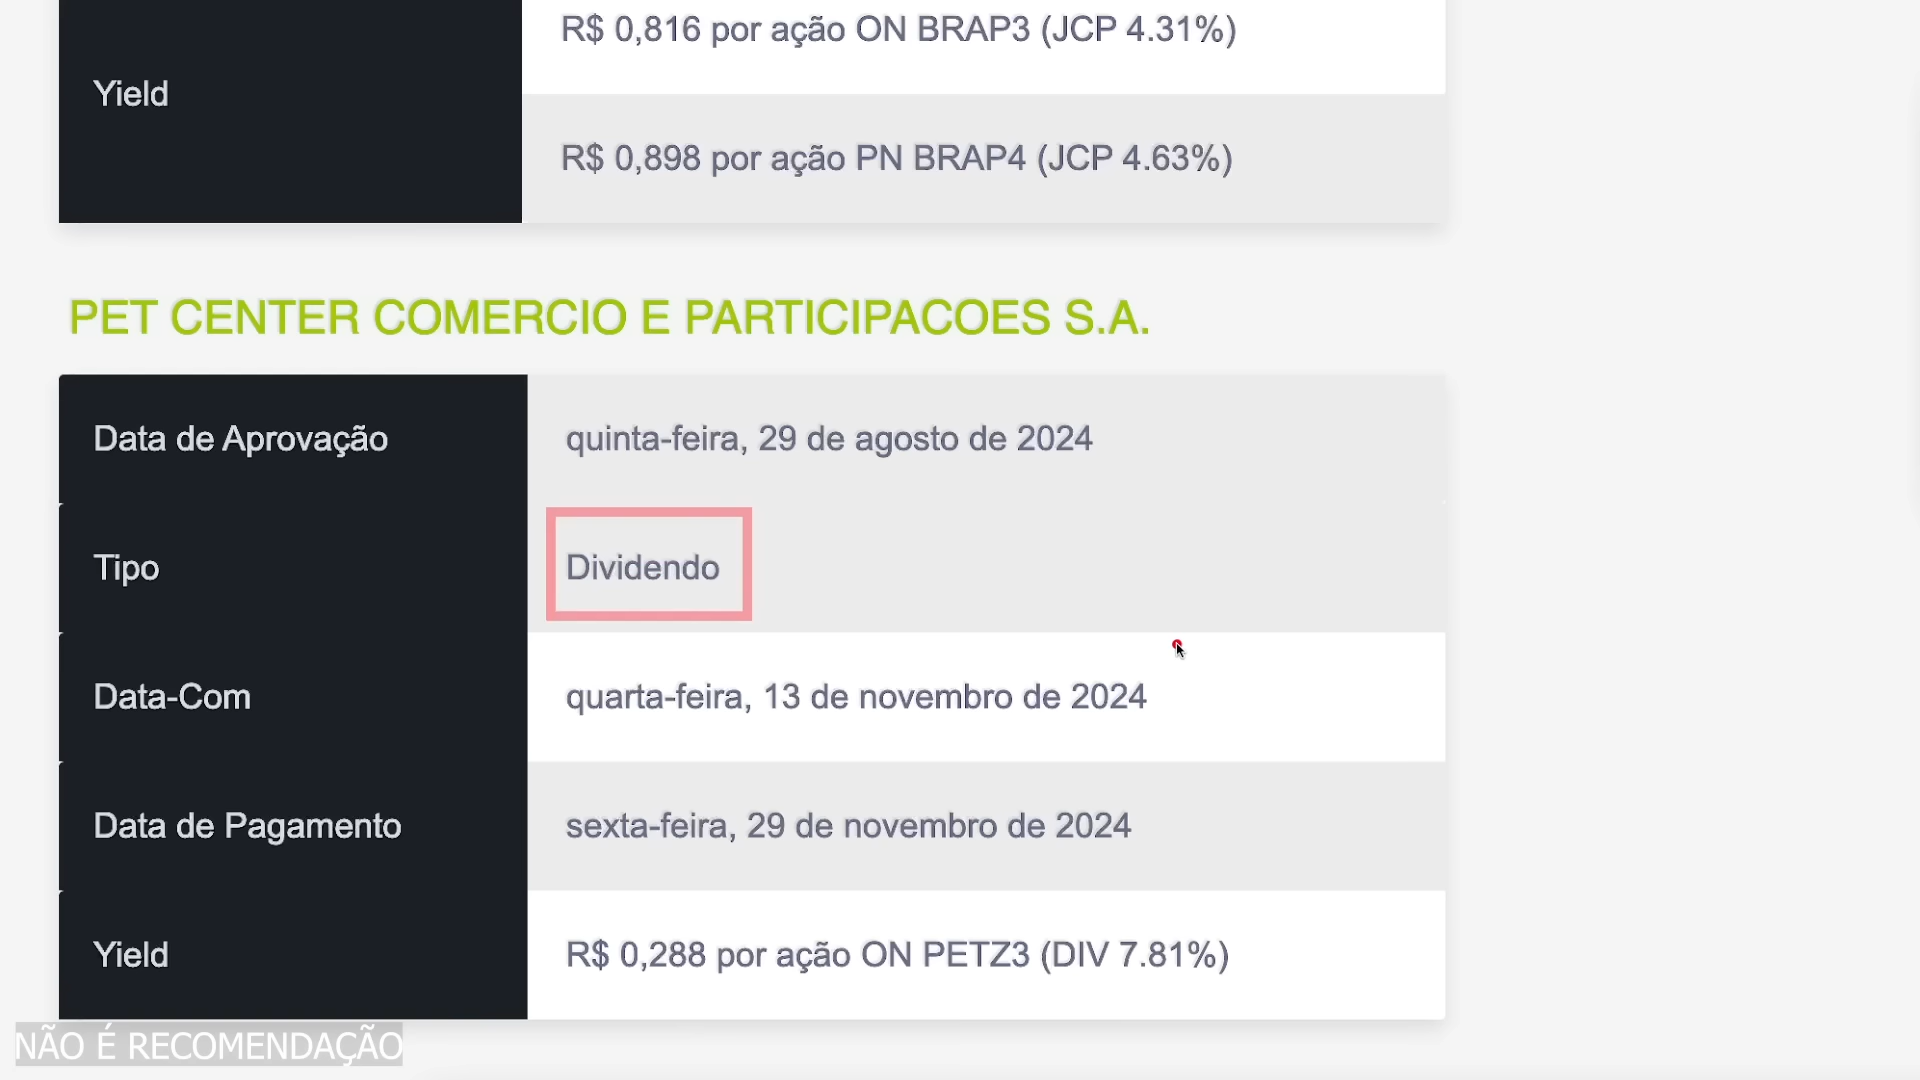 R$ 0,816 por ação ON BRAP3 (JCP 4.31%)
Yield
R$ 0,898 por ação PN BRAP4 (JCP 4.63%)
PET CENTER COMERCIO E PARTICIPACOES S.A.
Data de Aprovação quinta-feira, 29 de agosto de 2024
Tipo Dividendo
Data-Com quarta-feira, 13 de novembro de 2024
Data de Pagamento sexta-feira, 29 de novembro de 2024
Yield R$ 0,288 por ação ON PETZ3 (DIV 7.81%)
NÃO É RECOMENDAÇÃO